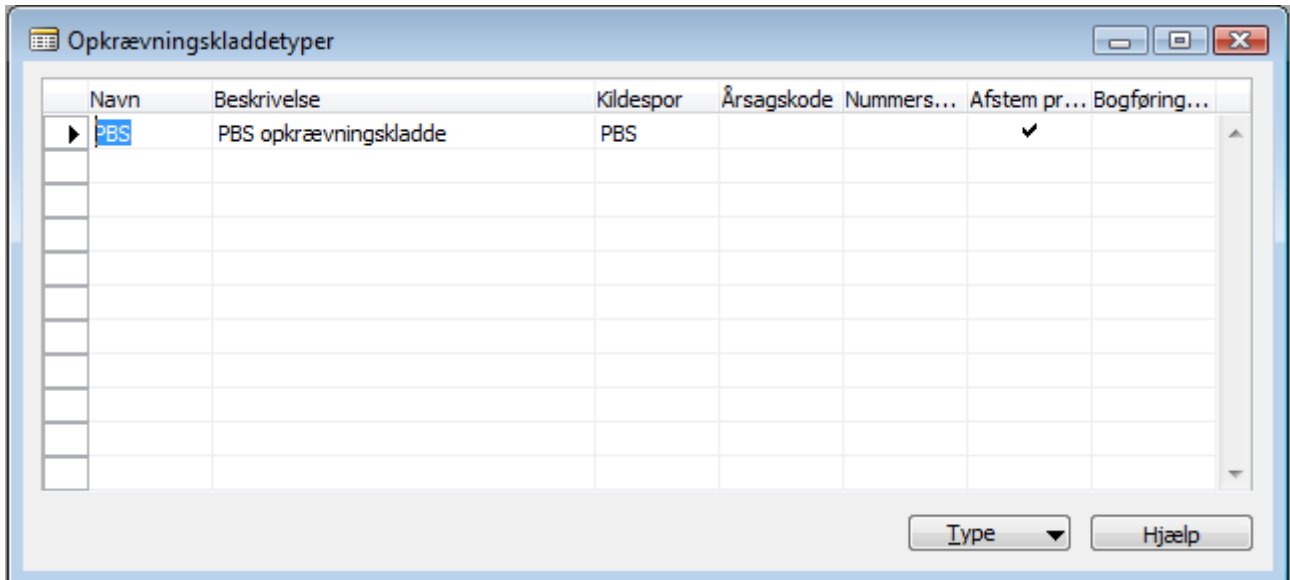 Opkrævningskladdetyper
Navn Beskrivelse Kildespor Årsagskode Nummers... Afstem pr... Bogføring...
PBS PBS opkrævningskladde PBS
Type Hjælp